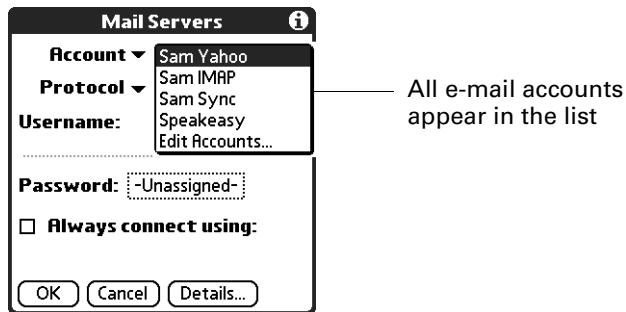 Mail Servers
Account
Sam Yahoo
Sam IMAP
Protocol
Sam Sync
Username:
Speakeasy
Edit Accounts...
Password: -Unassigned-
Always connect using:
OK Cancel Details...
All e-mail accounts
appear in the list